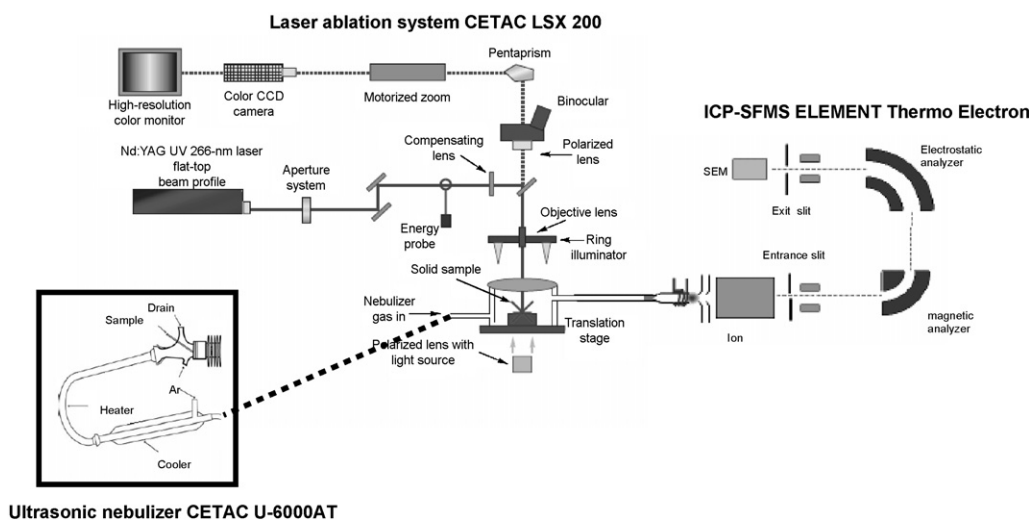 Laser ablation system CETAC LSX 200
Pentaprism
High-resolution
color monitor
Color CCD
camera
Motorized zoom
Binocular
ICP-SFMS ELEMENT Thermo Electron
Nd:YAG UV 266-nm laser
flat-top
beam profile
Aperture
system
Compensating
lens
Polarized
lens
Electrostatic
analyzer
SEM
Exit slit
Energy
probe
Objective lens
Ring
illuminator
Entrance slit
Solid sample
Nebulizer
gas in
Translation
stage
Ion
magnetic
analyzer
Polarized lens with
light source
Drain
Sample
Ar
Heater
Cooler
Ultrasonic nebulizer CETAC U-6000AT